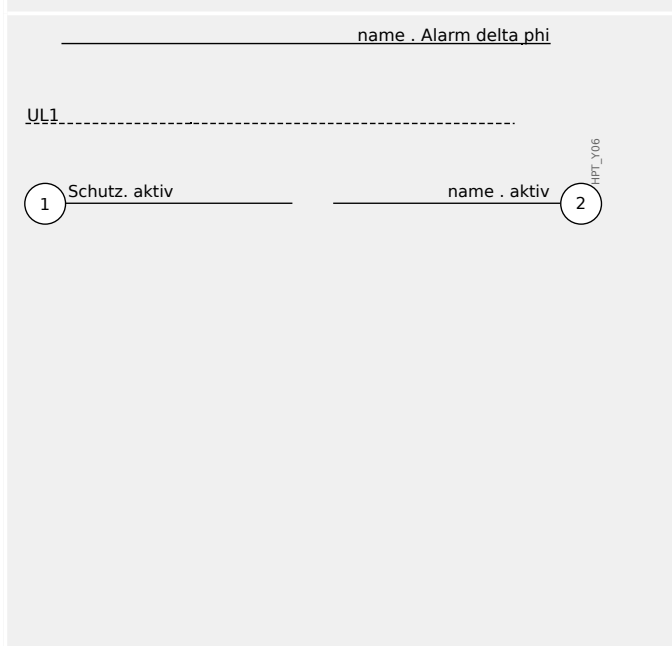 name . Alarm delta phi
UL1
HPT_Y06
1
Schutz. aktiv
name . aktiv
2